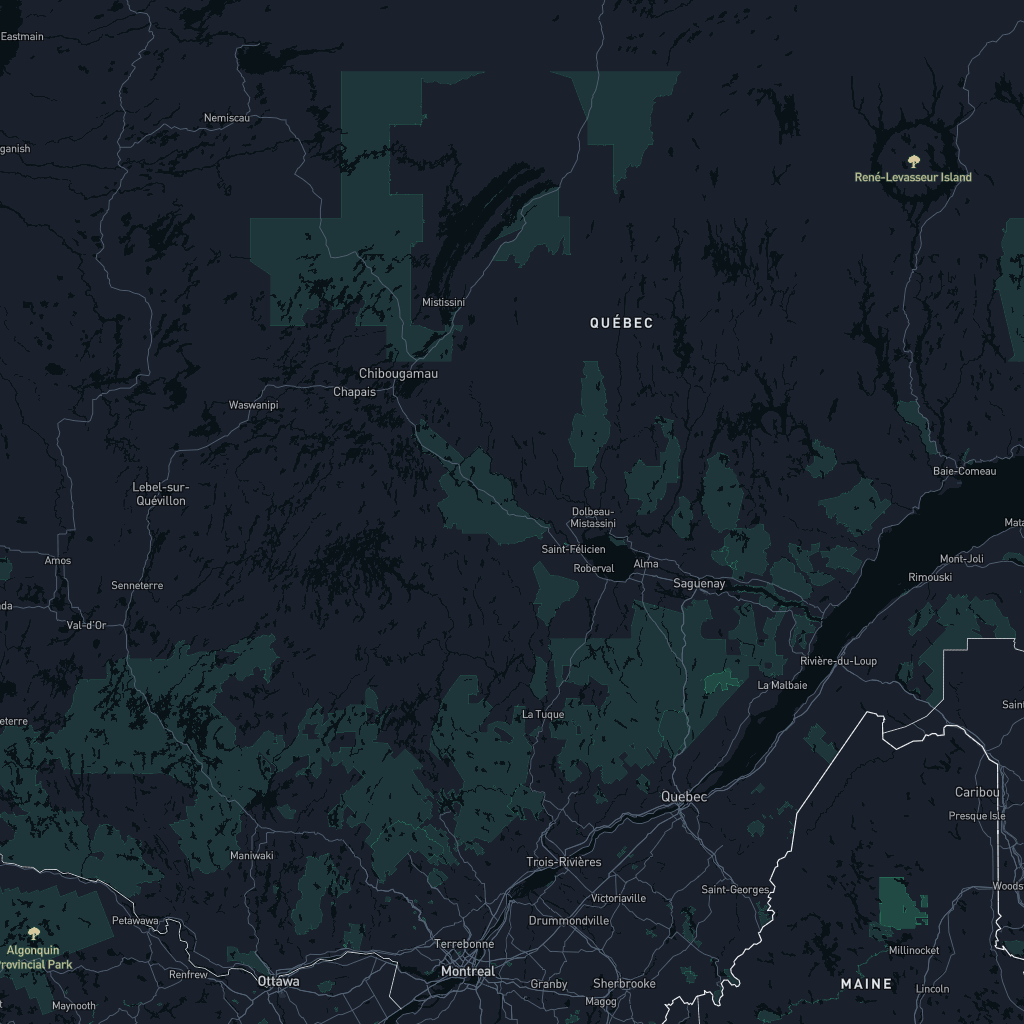 Eastmain
Nemiscau
René-Levasseur Island
Mistissini
QUÉBEC
Chibougamau
Chapais
Waswanipi
Baie-Comeau
Lebel-sur-
Quévillon
Dolbeau-
Mistassini
Saint-Félicien
Amos
Mont-Joli
Roberval
Alma
Rimouski
Senneterre
Saguenay
Val-d'Or
Rivière-du-Loup
La Malbaie
La Tuque
Quebec
Caribou
Presque Isle
Maniwaki
Trois-Rivières
Saint-Georges
Victoriaville
Petawawa
Drummondville
Terrebonne
Algonquin
Provincial Park
Millinocket
Montreal
Renfrew
Ottawa
Granby
Sherbrooke
MAINE
Lincoln
Magog
Maynooth